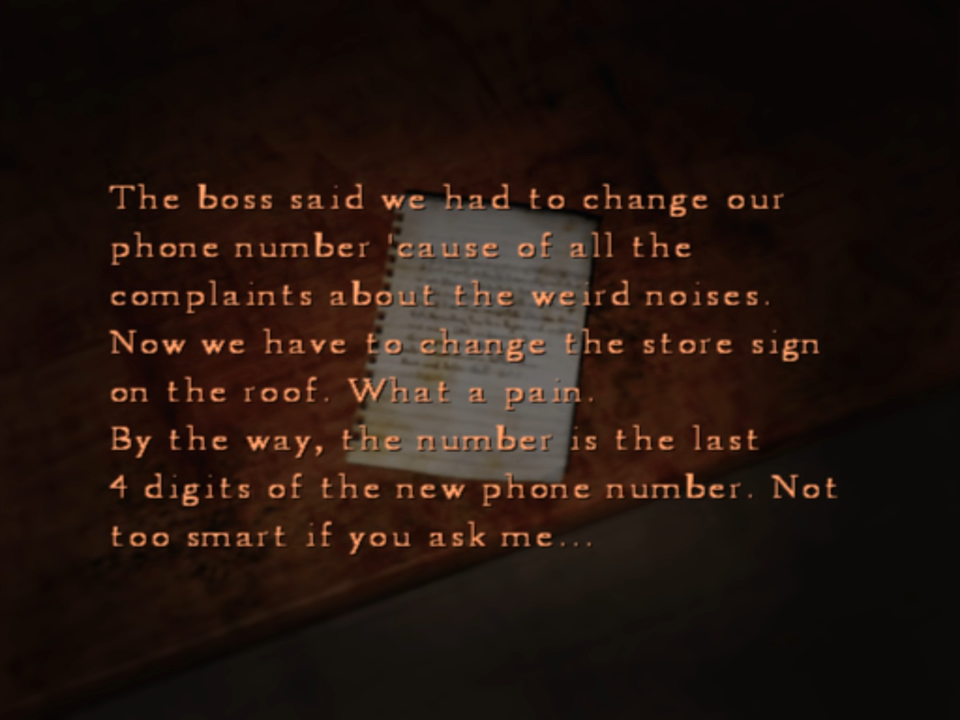 The boss said we had to change our
phone number 'cause of all the
complaints about the weird noises.
Now we have to change the store sign
on the roof. What a pain.
By the way, the number is the last
4 digits of the new phone number. Not
too smart if you ask me...